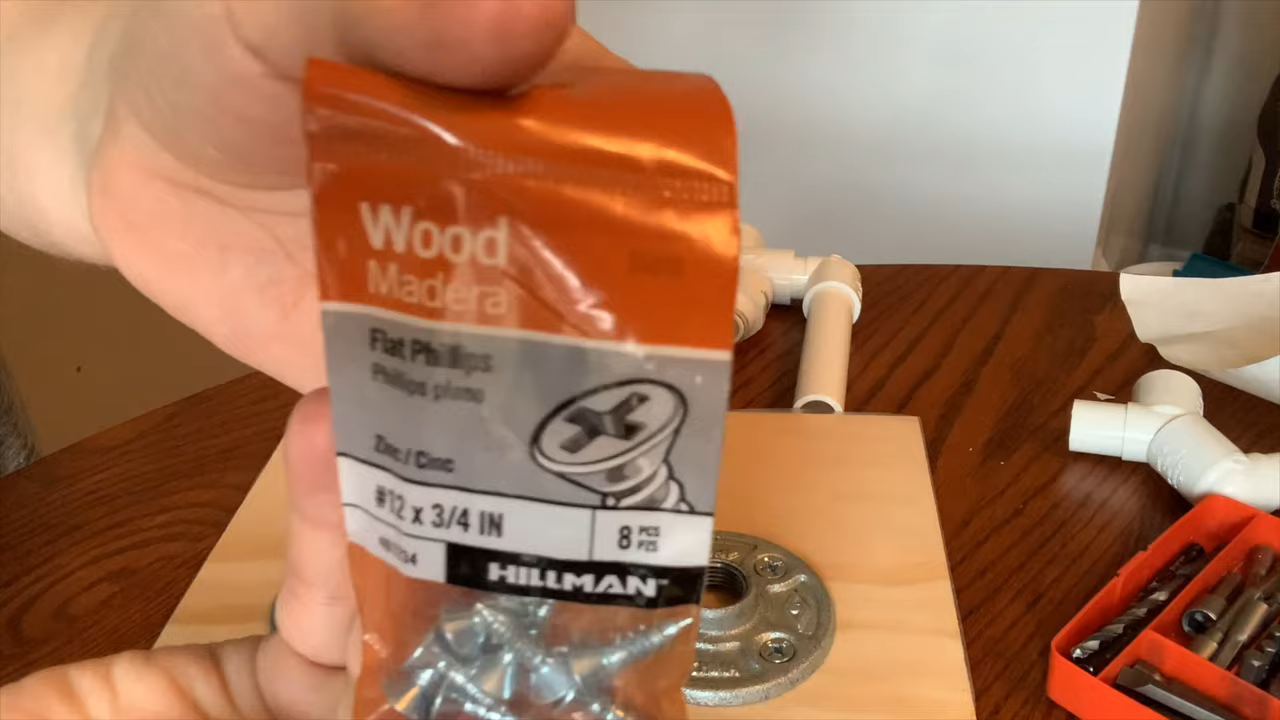 Wood
Madera
Flat Phillips
Phillips plano
Zinc / Cinc
#12 x 3/4 IN
8 PCS
PZS
HILLMAN